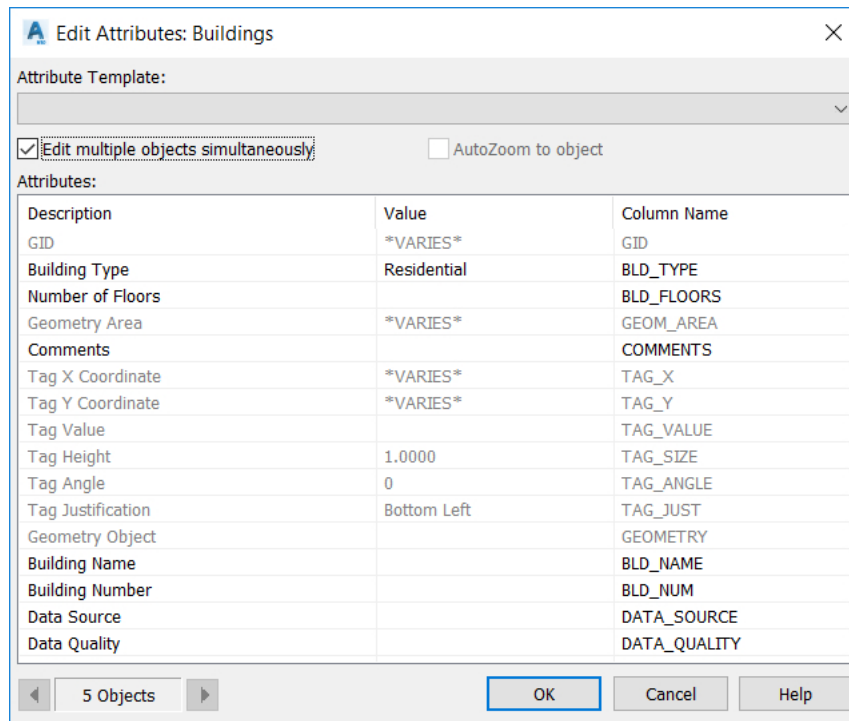 Edit Attributes: Buildings
Attribute Template:
Edit multiple objects simultaneously
AutoZoom to object
Attributes:
Description Value Column Name
GID *VARIES* GID
Building Type Residential BLD_TYPE
Number of Floors BLD_FLOORS
Geometry Area *VARIES* GEOM_AREA
Comments COMMENTS
Tag X Coordinate *VARIES* TAG_X
Tag Y Coordinate *VARIES* TAG_Y
Tag Value TAG_VALUE
Tag Height 1.0000 TAG_SIZE
Tag Angle 0 TAG_ANGLE
Tag Justification Bottom Left TAG_JUST
Geometry Object GEOMETRY
Building Name BLD_NAME
Building Number BLD_NUM
Data Source DATA_SOURCE
Data Quality DATA_QUALITY
5 Objects OK Cancel Help